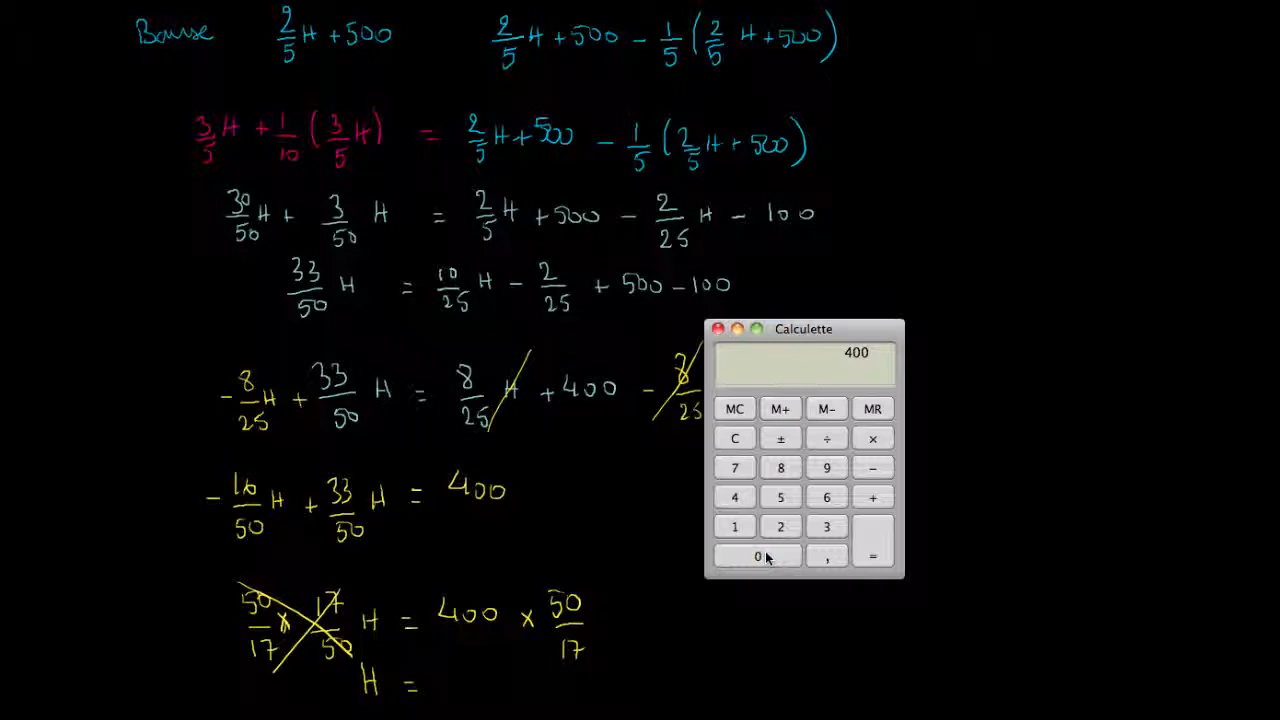 Bourse 2/5 H + 500 2/5 H + 500 - 1/5 ( 2/5 H + 500 )
3/5 H + 1/10 ( 3/5 H ) = 2/5 H + 500 - 1/5 ( 2/5 H + 500 )
30/50 H + 3/50 H = 2/5 H + 500 - 2/25 H - 100
33/50 H = 10/25 H - 2/25 + 500 - 100
- 8/25 H + 33/50 H = 8/25 H + 400 - 8/25
- 16/50 H + 33/50 H = 400
50/17 × 17/50 H = 400 × 50/17
H =
Calculette
400
MC M+ M- MR
C ± ÷ ×
7 8 9 −
4 5 6 +
1 2 3
0 , =